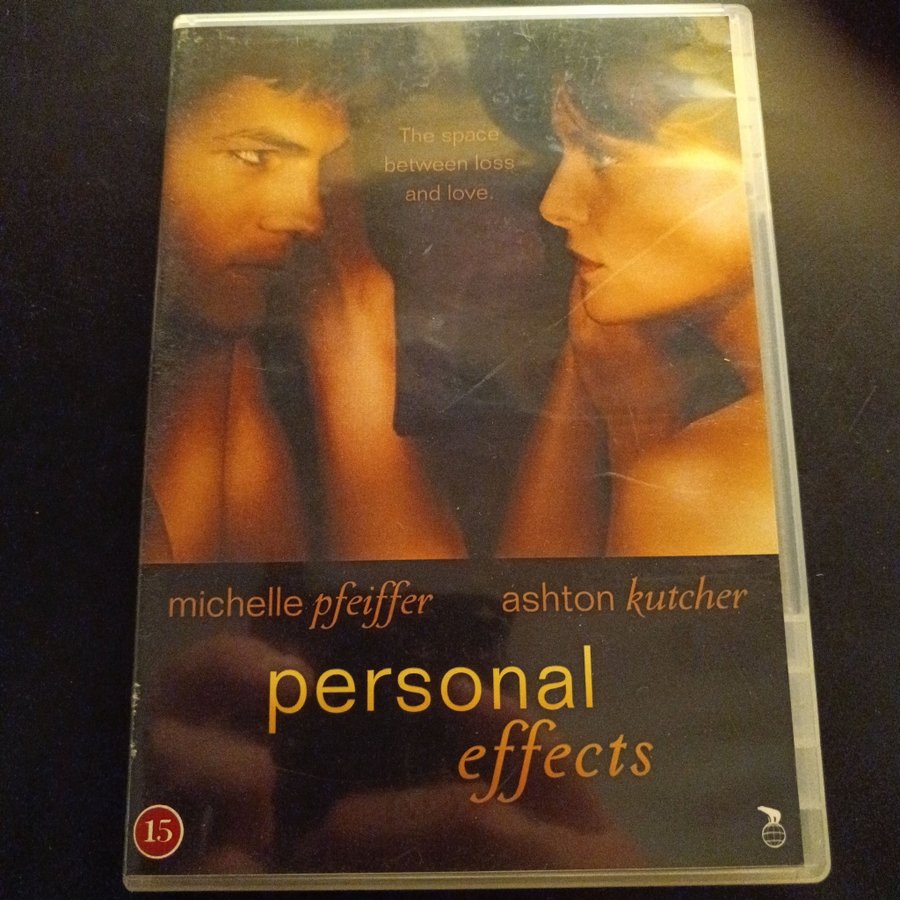 The space
between loss
and love.
michelle pfeiffer ashton kutcher
personal
effects
15